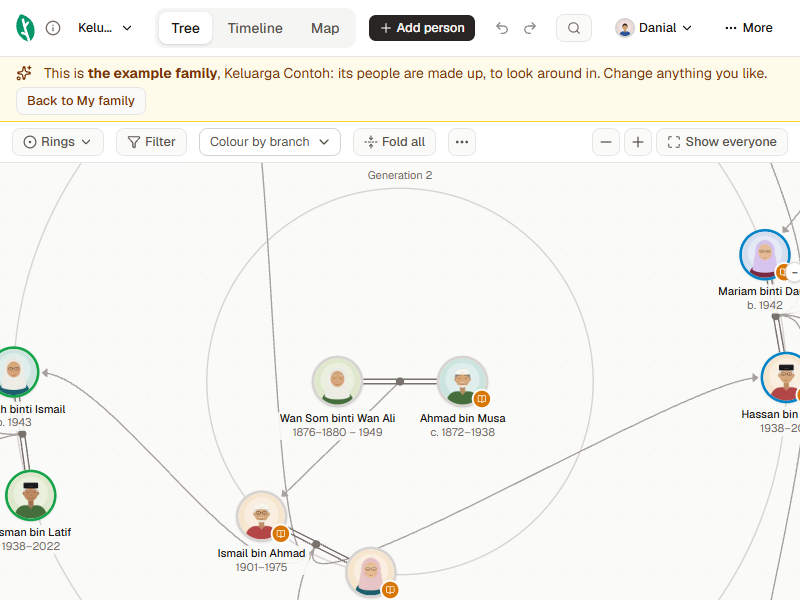 Kelu...
Tree
Timeline
Map
+ Add person
Danial
More
This is the example family, Keluarga Contoh: its people are made up, to look around in. Change anything you like.
Back to My family
Rings
Filter
Colour by branch
Fold all
Show everyone
Generation 2
Mariam binti Da
b. 1942
h binti Ismail
b. 1943
Wan Som binti Wan Ali
1876–1880 – 1949
Ahmad bin Musa
c. 1872–1938
Hassan bin
1938–20
sman bin Latif
1938–2022
Ismail bin Ahmad
1901–1975